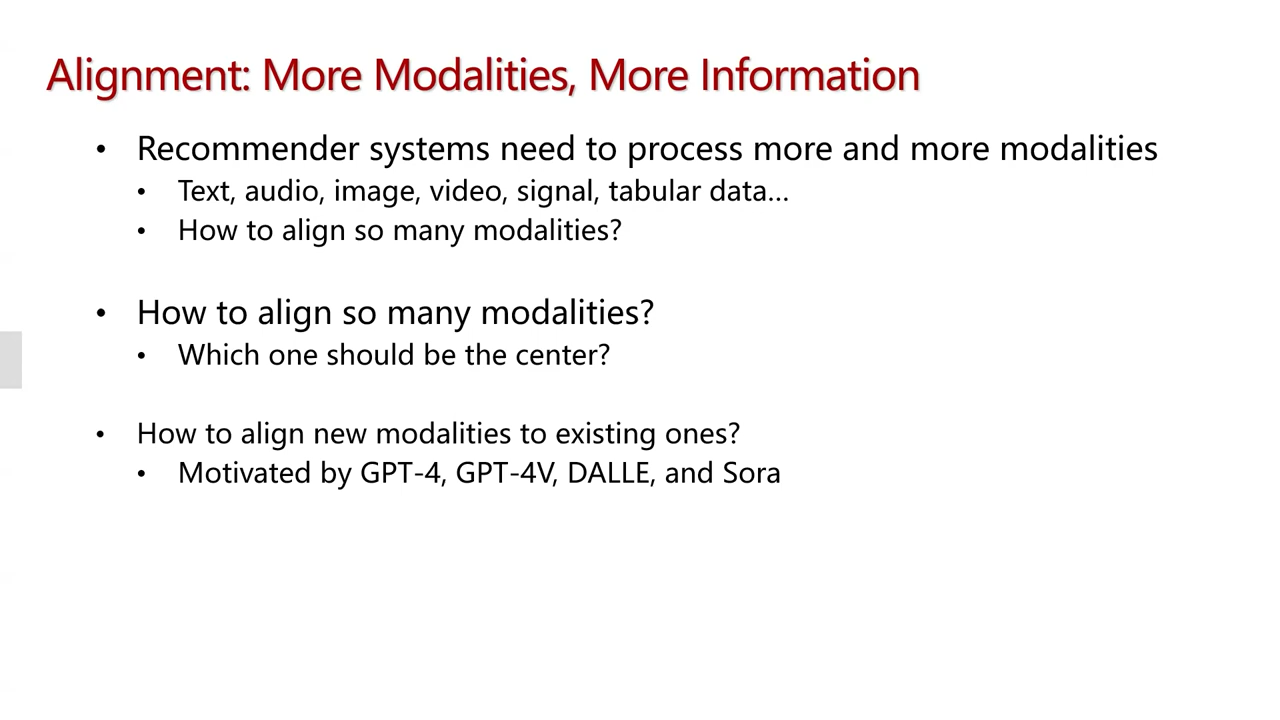 Alignment: More Modalities, More Information
• Recommender systems need to process more and more modalities
• Text, audio, image, video, signal, tabular data...
• How to align so many modalities?
• How to align so many modalities?
• Which one should be the center?
• How to align new modalities to existing ones?
• Motivated by GPT-4, GPT-4V, DALLE, and Sora